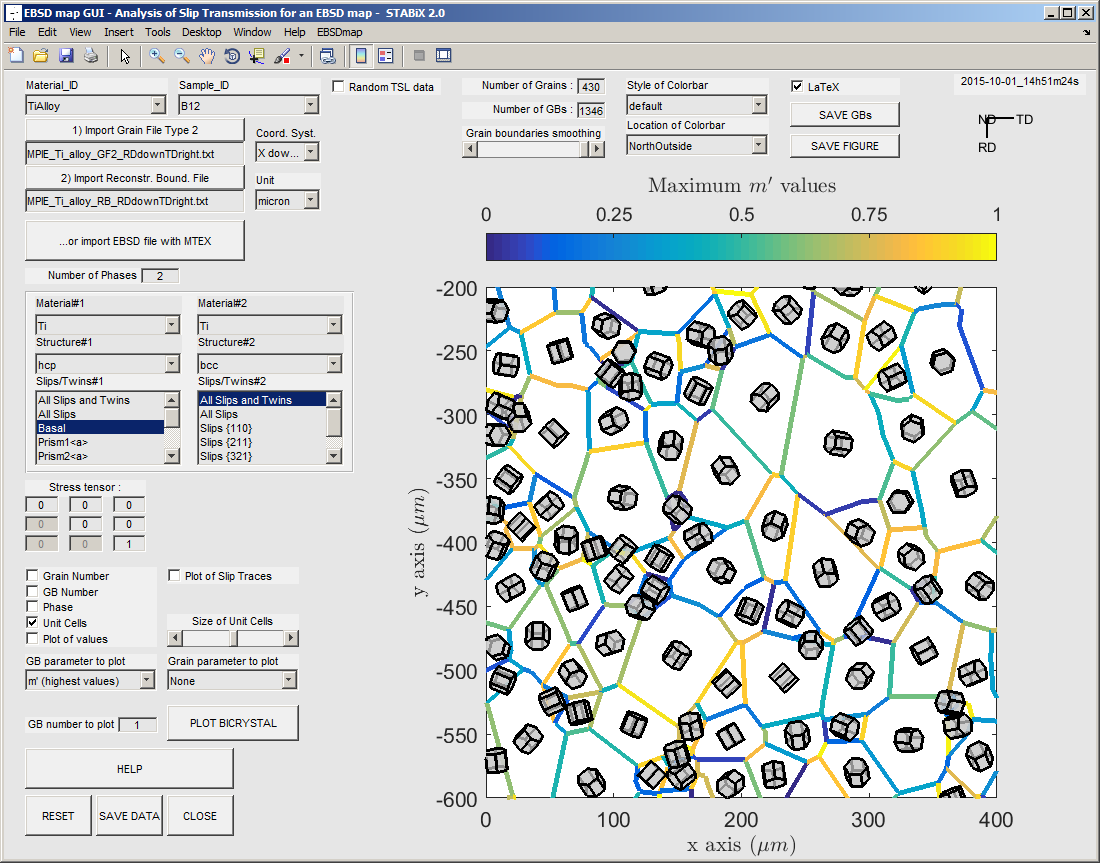 EBSD map GUI - Analysis of Slip Transmission for an EBSD map - STABiX 2.0
File Edit View Insert Tools Desktop Window Help EBSDmap
Material_ID
Sample_ID
TiAlloy
B12
Random TSL data
Number of Grains : 430
Number of GBs : 1346
Grain boundaries smoothing
Style of Colorbar
default
Location of Colorbar
NorthOutside
LaTeX
SAVE GBs
SAVE FIGURE
2015-10-01_14h51m24s
ND TD
RD
1) Import Grain File Type 2
MPIE_Ti_alloy_GF2_RDdownTDright.txt
2) Import Reconstr. Bound. File
MPIE_Ti_alloy_RB_RDdownTDright.txt
Coord. Syst.
X dow...
Unit
micron
...or import EBSD file with MTEX
Number of Phases 2
Material#1
Material#2
Ti
Ti
Structure#1
Structure#2
hcp
bcc
Slips/Twins#1
Slips/Twins#2
All Slips and Twins
All Slips
Basal
Prism1<a>
Prism2<a>
All Slips and Twins
All Slips
Slips {110}
Slips {211}
Slips {321}
Stress tensor :
0 0 0
0 0 0
0 0 1
Grain Number
GB Number
Phase
Unit Cells
Plot of values
Plot of Slip Traces
Size of Unit Cells
GB parameter to plot
Grain parameter to plot
m' (highest values)
None
GB number to plot 1
PLOT BICRYSTAL
HELP
RESET
SAVE DATA
CLOSE
Maximum m′ values
0 0.25 0.5 0.75 1
-200
-250
-300
-350
-400
-450
-500
-550
-600
y axis (μm)
0 100 200 300 400
x axis (μm)